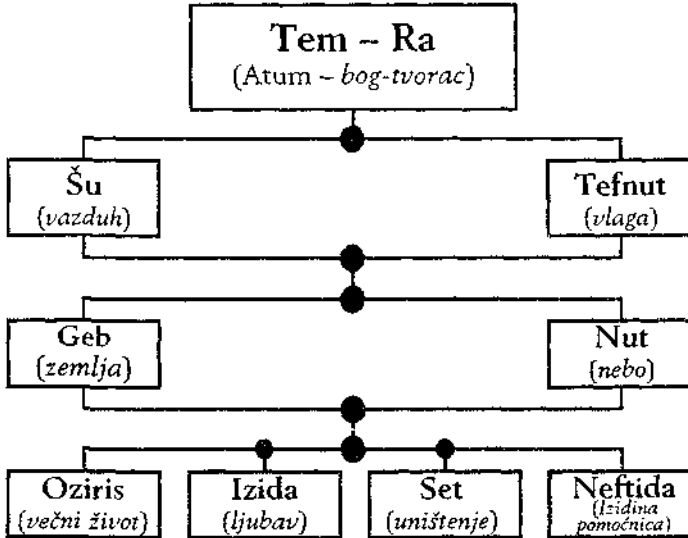 Tem – Ra
(Atum – bog-tvorac)
Šu
(vazduh)
Tefnut
(vlaga)
Geb
(zemlja)
Nut
(nebo)
Oziris
(večni život)
Izida
(ljubav)
Set
(uništenje)
Neftida
(Izidina
pomoćnica)